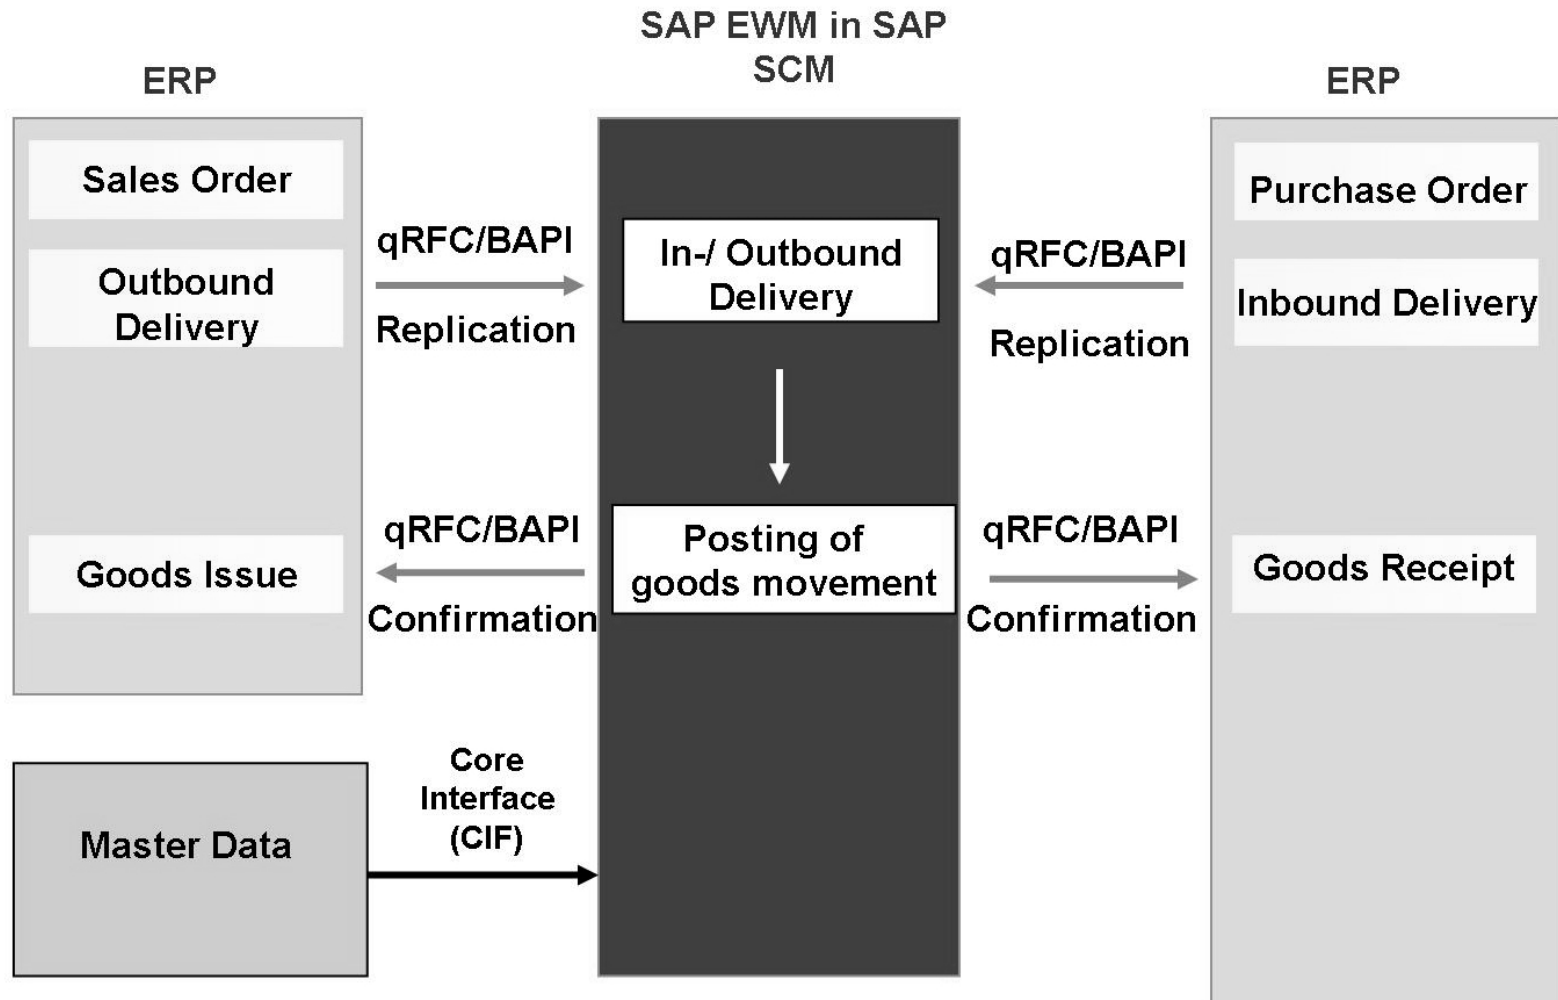 SAP EWM in SAP
SCM
ERP
ERP
Sales Order
Outbound
Delivery
Goods Issue
qRFC/BAPI
Replication
qRFC/BAPI
Confirmation
In-/ Outbound
Delivery
Posting of
goods movement
qRFC/BAPI
Replication
qRFC/BAPI
Confirmation
Purchase Order
Inbound Delivery
Goods Receipt
Master Data
Core
Interface
(CIF)